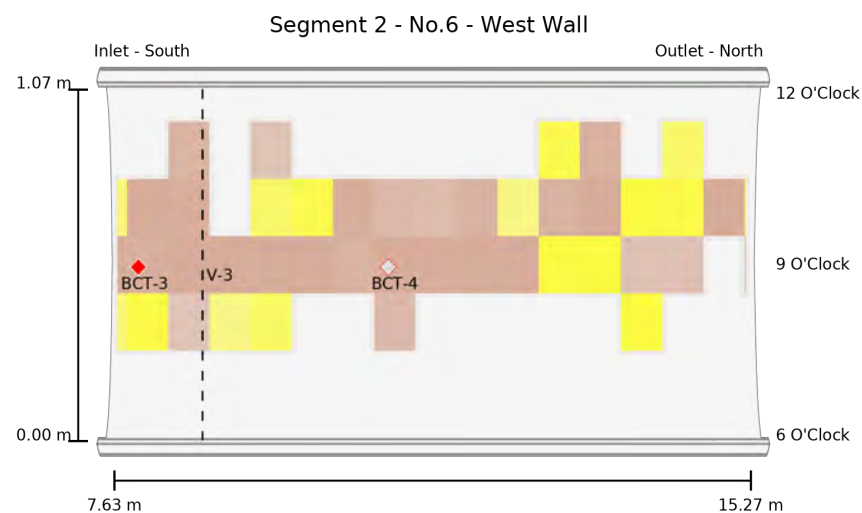 Segment 2 - No.6 - West Wall
Inlet - South
Outlet - North
1.07 m
12 O'Clock
9 O'Clock
V-3
BCT-3
BCT-4
0.00 m
6 O'Clock
7.63 m
15.27 m